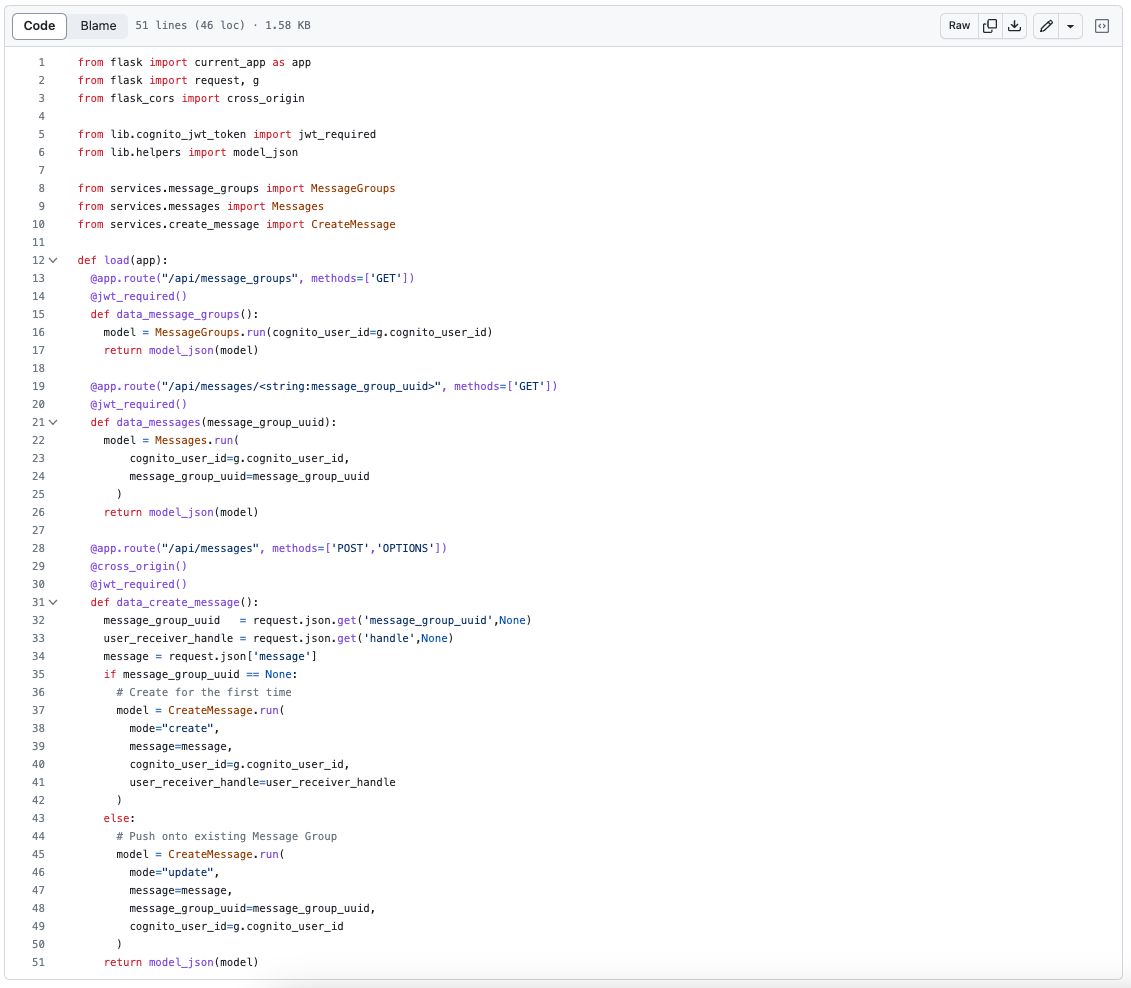 Code Blame 51 lines (46 loc) · 1.58 KB Raw
1 from flask import current_app as app
2 from flask import request, g
3 from flask_cors import cross_origin
4
5 from lib.cognito_jwt_token import jwt_required
6 from lib.helpers import model_json
7
8 from services.message_groups import MessageGroups
9 from services.messages import Messages
10 from services.create_message import CreateMessage
11
12 def load(app):
13   @app.route("/api/message_groups", methods=['GET'])
14   @jwt_required()
15   def data_message_groups():
16     model = MessageGroups.run(cognito_user_id=g.cognito_user_id)
17     return model_json(model)
18
19   @app.route("/api/messages/<string:message_group_uuid>", methods=['GET'])
20   @jwt_required()
21   def data_messages(message_group_uuid):
22     model = Messages.run(
23         cognito_user_id=g.cognito_user_id,
24         message_group_uuid=message_group_uuid
25       )
26     return model_json(model)
27
28   @app.route("/api/messages", methods=['POST','OPTIONS'])
29   @cross_origin()
30   @jwt_required()
31   def data_create_message():
32     message_group_uuid   = request.json.get('message_group_uuid',None)
33     user_receiver_handle = request.json.get('handle',None)
34     message = request.json['message']
35     if message_group_uuid == None:
36       # Create for the first time
37       model = CreateMessage.run(
38         mode="create",
39         message=message,
40         cognito_user_id=g.cognito_user_id,
41         user_receiver_handle=user_receiver_handle
42       )
43     else:
44       # Push onto existing Message Group
45       model = CreateMessage.run(
46         mode="update",
47         message=message,
48         message_group_uuid=message_group_uuid,
49         cognito_user_id=g.cognito_user_id
50       )
51     return model_json(model)